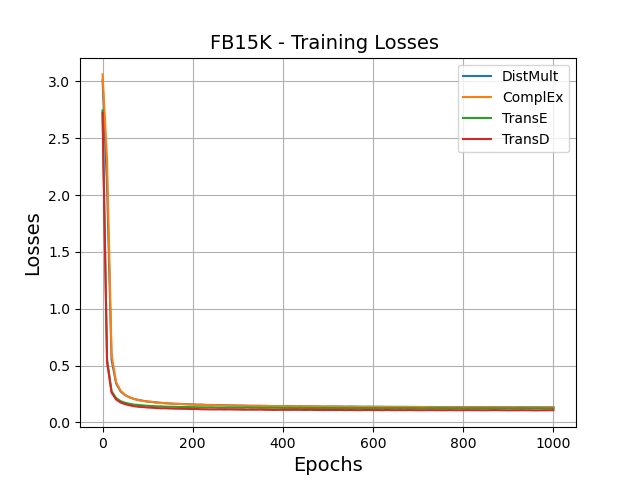 FB15K - Training Losses
DistMult
ComplEx
TransE
TransD
3.0
2.5
2.0
1.5
1.0
0.5
0.0
Losses
0 200 400 600 800 1000
Epochs